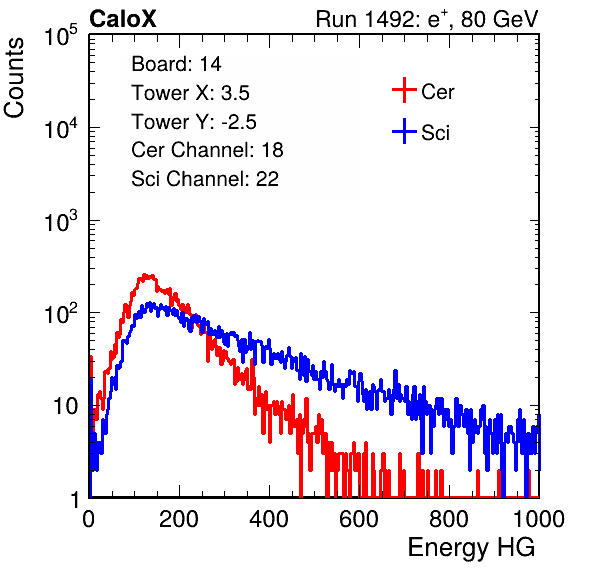 CaloX Run 1492: e⁺, 80 GeV
Counts
10⁵
10⁴
10³
10²
10
1
Board: 14
Tower X: 3.5
Tower Y: -2.5
Cer Channel: 18
Sci Channel: 22
Cer
Sci
0 200 400 600 800 1000
Energy HG